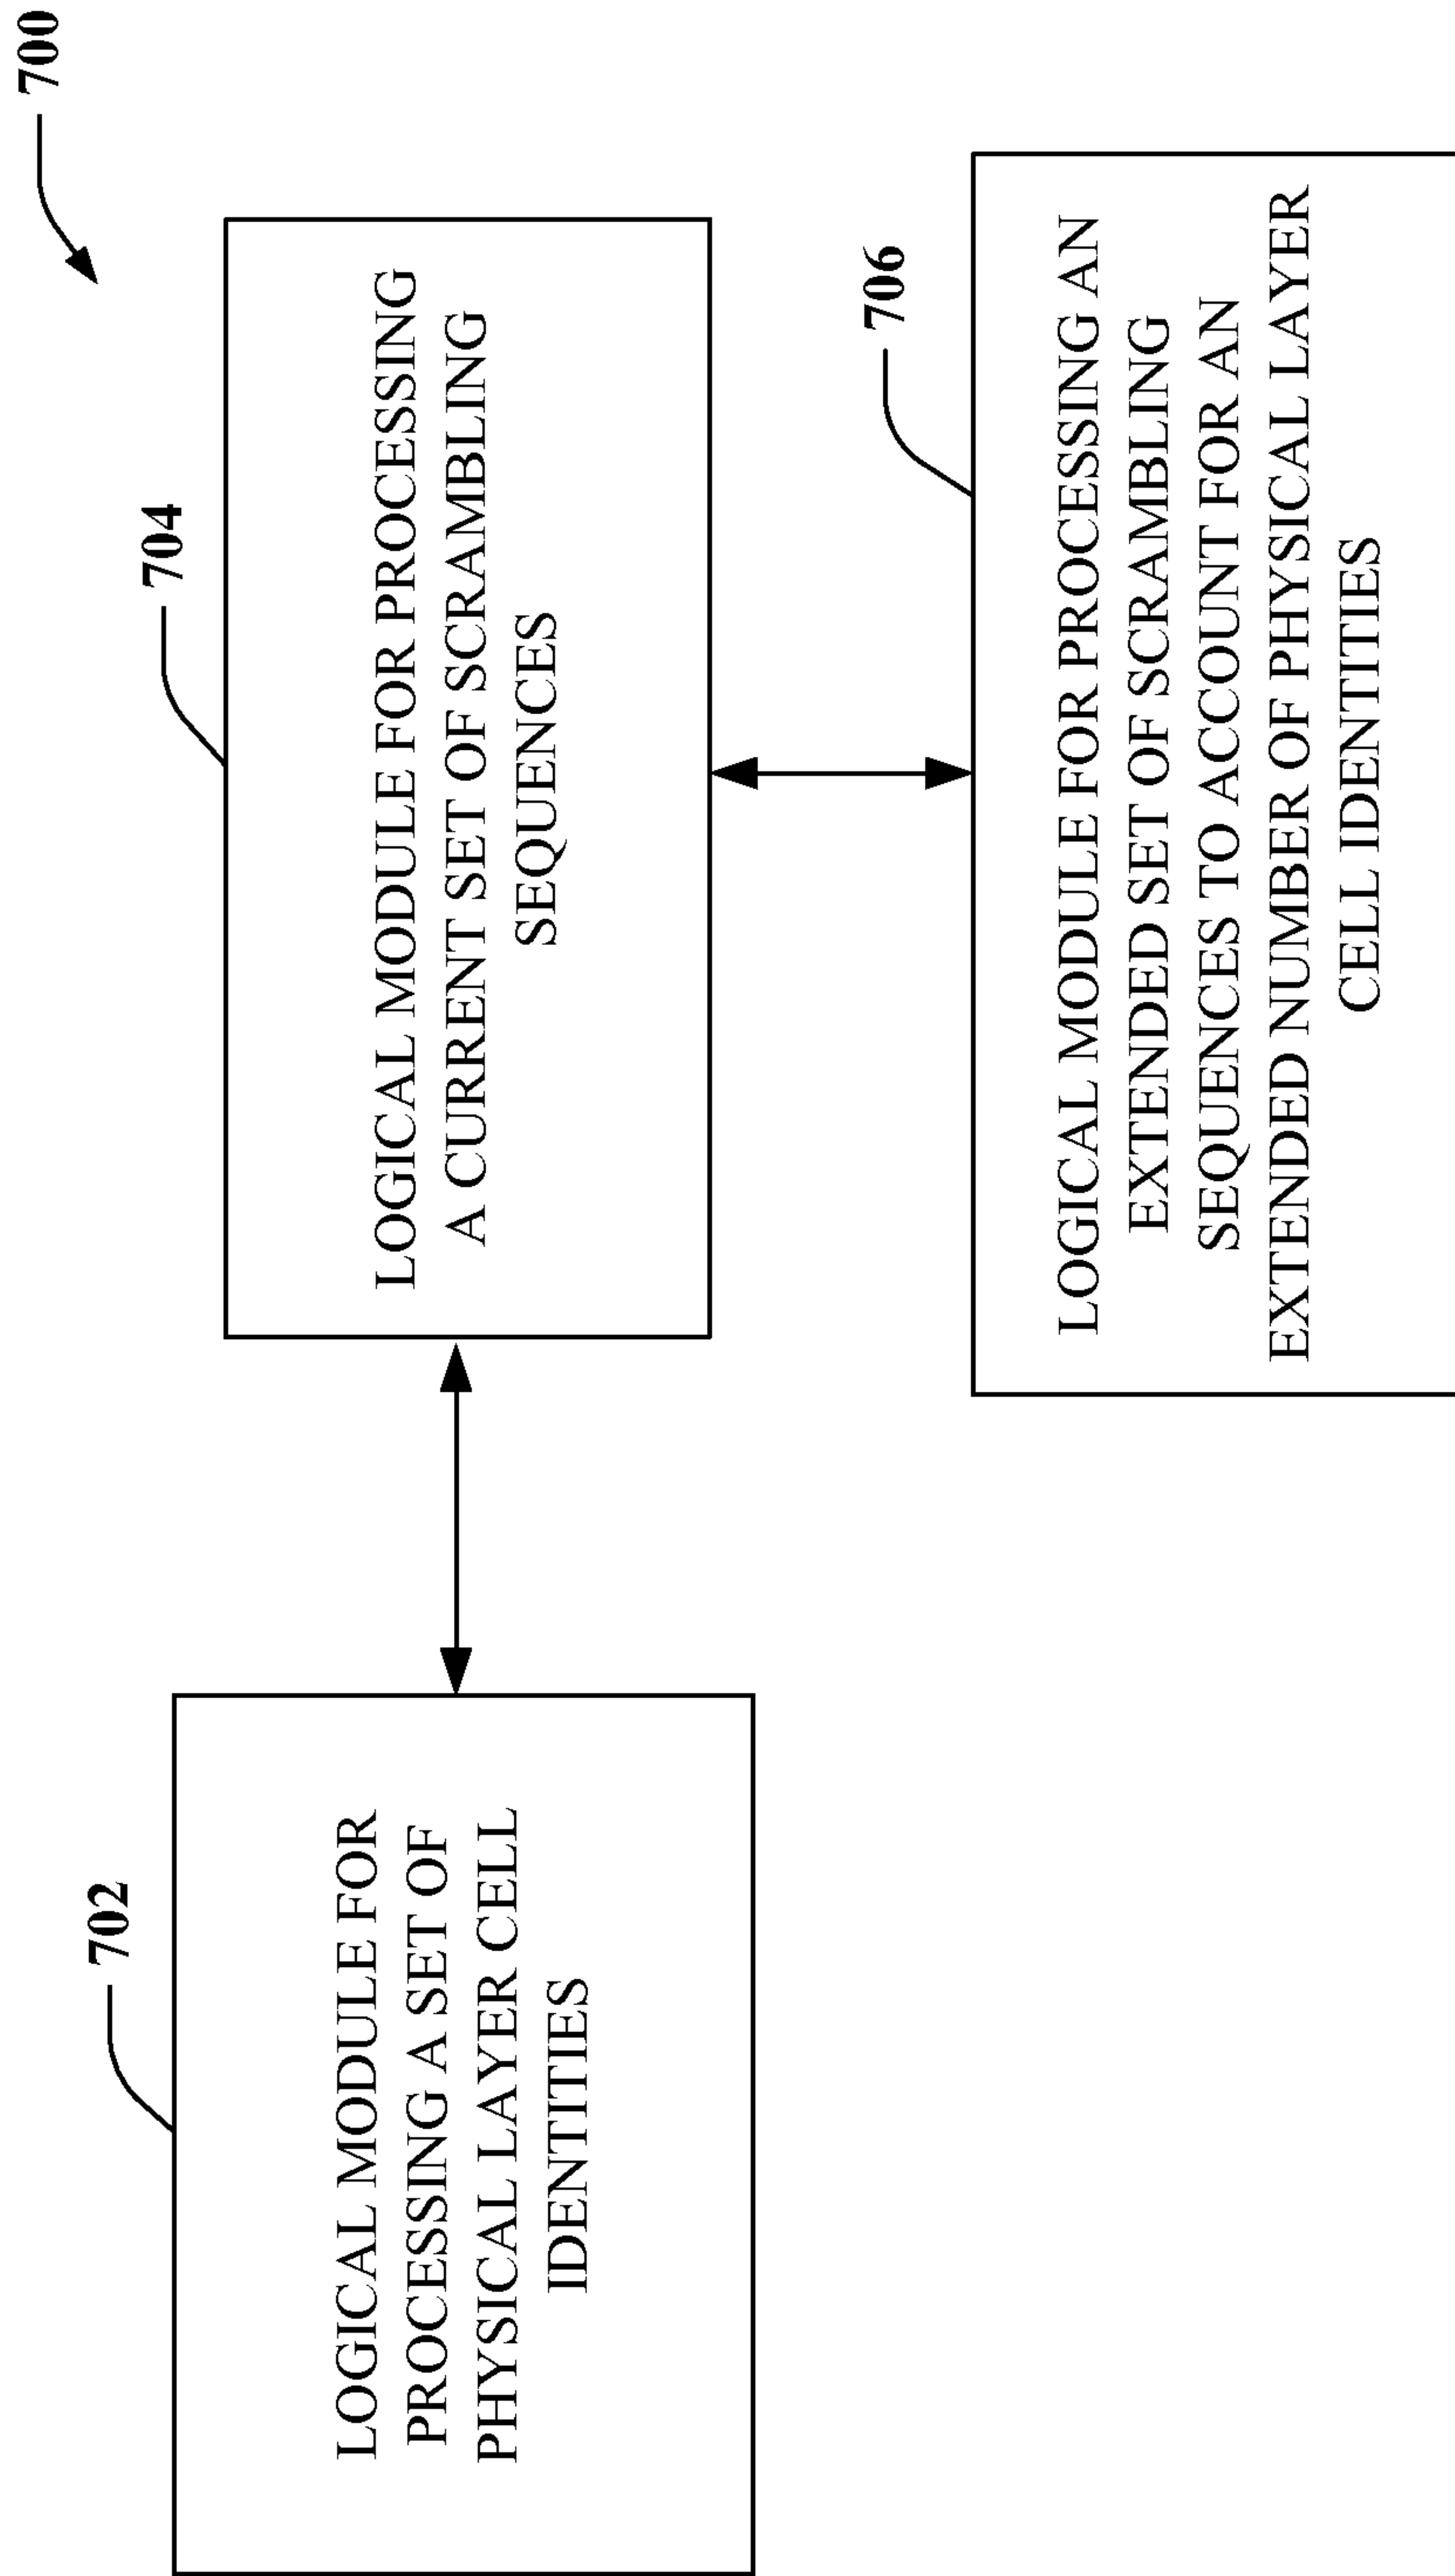 700
702
LOGICAL MODULE FOR
PROCESSING A SET OF
PHYSICAL LAYER CELL
IDENTITIES
704
LOGICAL MODULE FOR PROCESSING
A CURRENT SET OF SCRAMBLING
SEQUENCES
706
LOGICAL MODULE FOR PROCESSING AN
EXTENDED SET OF SCRAMBLING
SEQUENCES TO ACCOUNT FOR AN
EXTENDED NUMBER OF PHYSICAL LAYER
CELL IDENTITIES